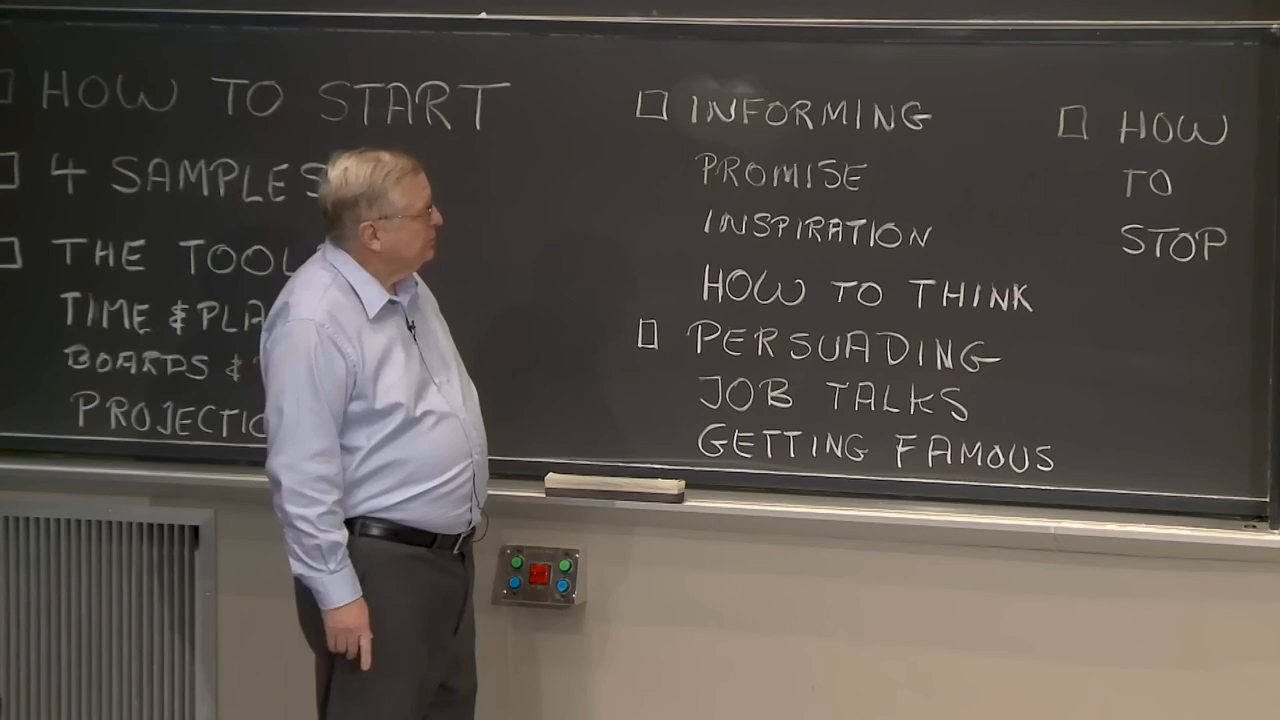 HOW TO START
4 SAMPLES
THE TOOL
TIME & PLA
BOARDS &
PROJECTIO
INFORMING
PROMISE
INSPIRATION
HOW TO THINK
PERSUADING
JOB TALKS
GETTING FAMOUS
HOW
TO
STOP